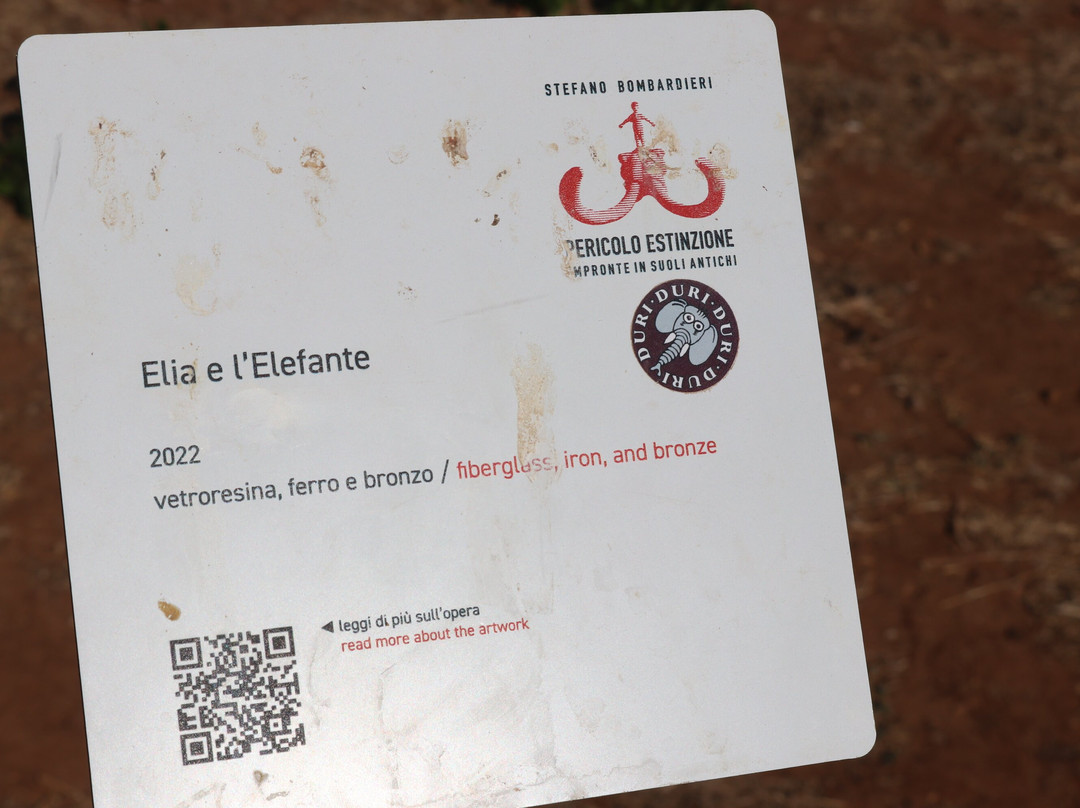 STEFANO BOMBARDIERI
PERICOLO ESTINZIONE
IMPRONTE IN SUOLI ANTICHI
DURI·DURI·DURI·DURI
Elia e l'Elefante
2022
vetroresina, ferro e bronzo / fiberglass, iron, and bronze
◀ leggi di più sull'opera
read more about the artwork